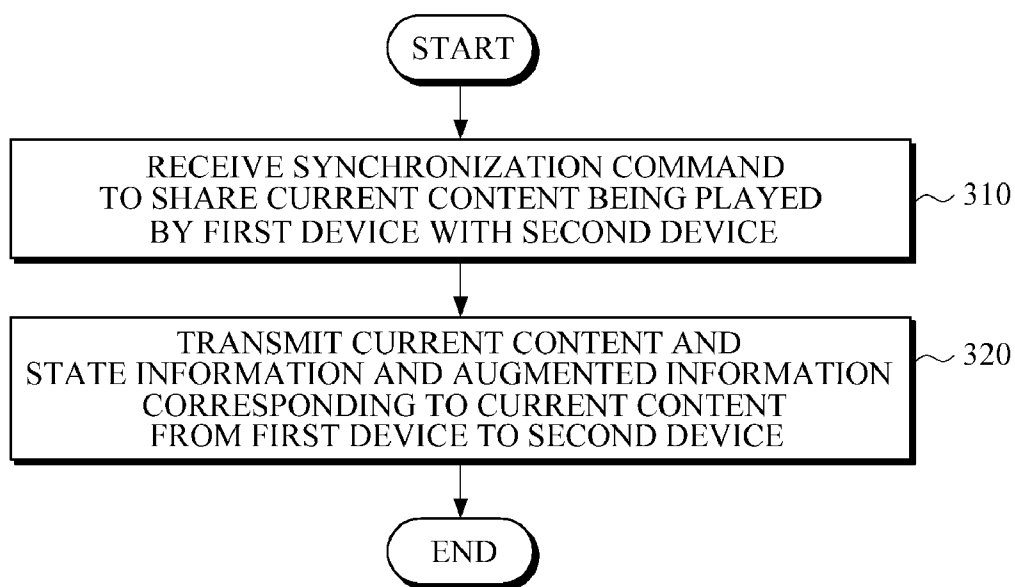 START
RECEIVE SYNCHRONIZATION COMMAND
TO SHARE CURRENT CONTENT BEING PLAYED
BY FIRST DEVICE WITH SECOND DEVICE
310
TRANSMIT CURRENT CONTENT AND
STATE INFORMATION AND AUGMENTED INFORMATION
CORRESPONDING TO CURRENT CONTENT
FROM FIRST DEVICE TO SECOND DEVICE
320
END